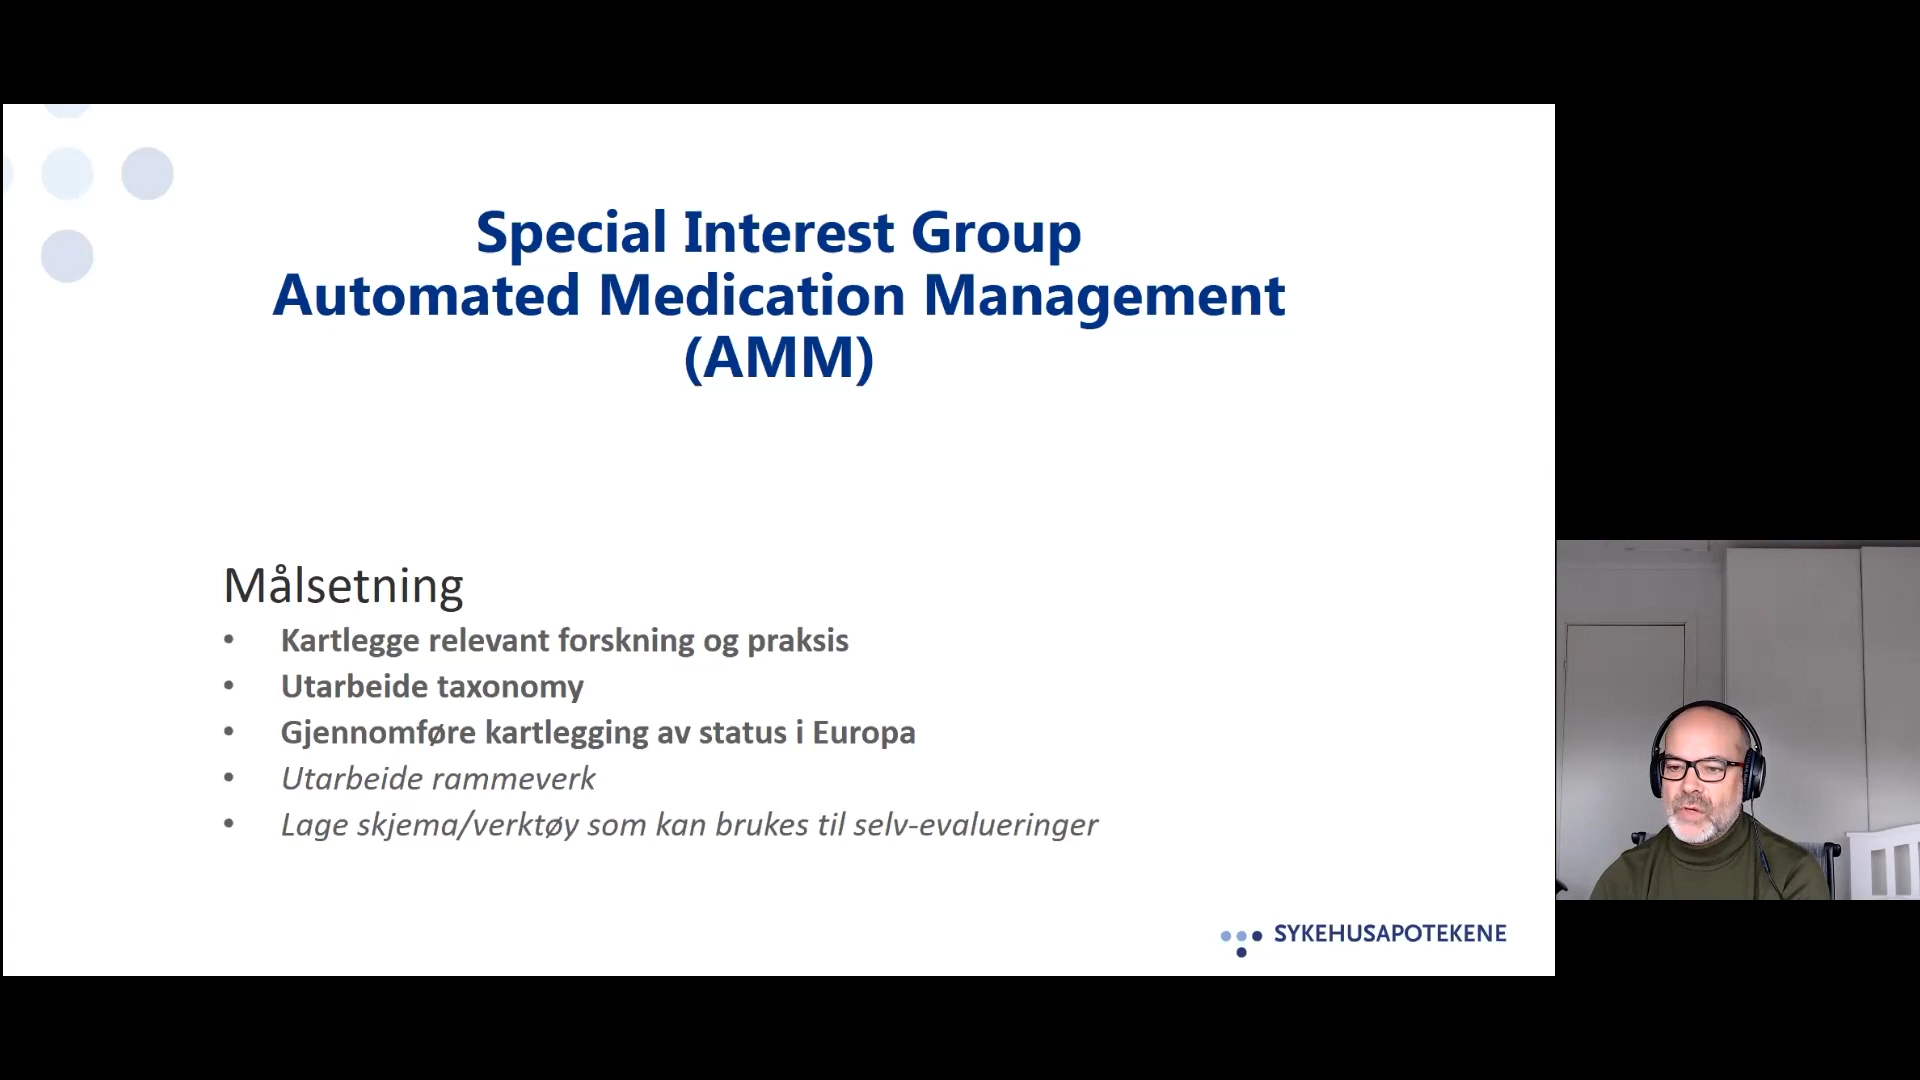 Special Interest Group
Automated Medication Management
(AMM)
Målsetning
• Kartlegge relevant forskning og praksis
• Utarbeide taxonomy
• Gjennomføre kartlegging av status i Europa
• Utarbeide rammeverk
• Lage skjema/verktøy som kan brukes til selv-evalueringer
SYKEHUSAPOTEKENE